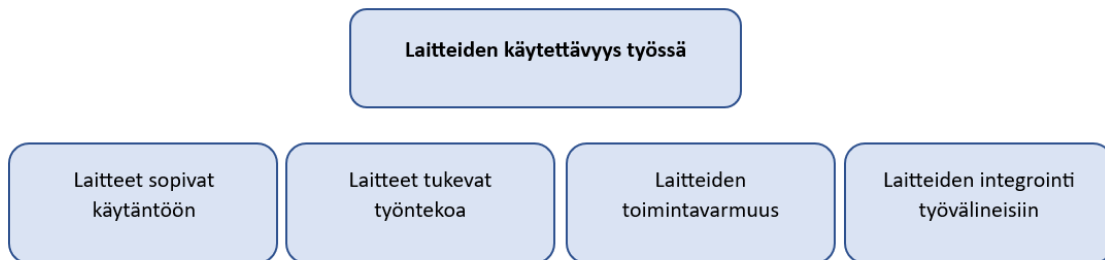 Laitteiden käytettävyys työssä
Laitteet sopivat
käytäntöön
Laitteet tukevat
työntekoa
Laitteiden
toimintavarmuus
Laitteiden integrointi
työvälineisiin